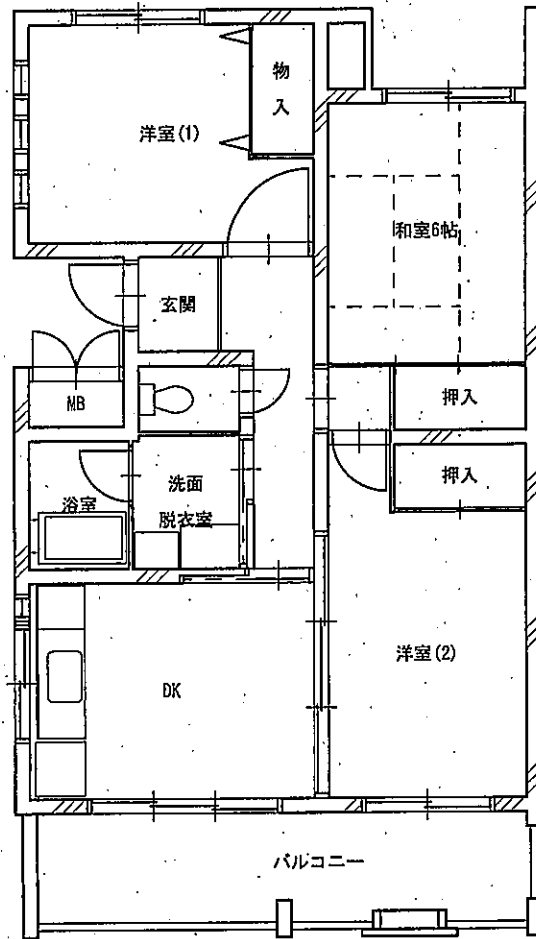 物
入
洋室(1)
和室6帖
玄関
MB
押入
押入
洗面
脱衣室
浴室
洋室(2)
DK
バルコニー